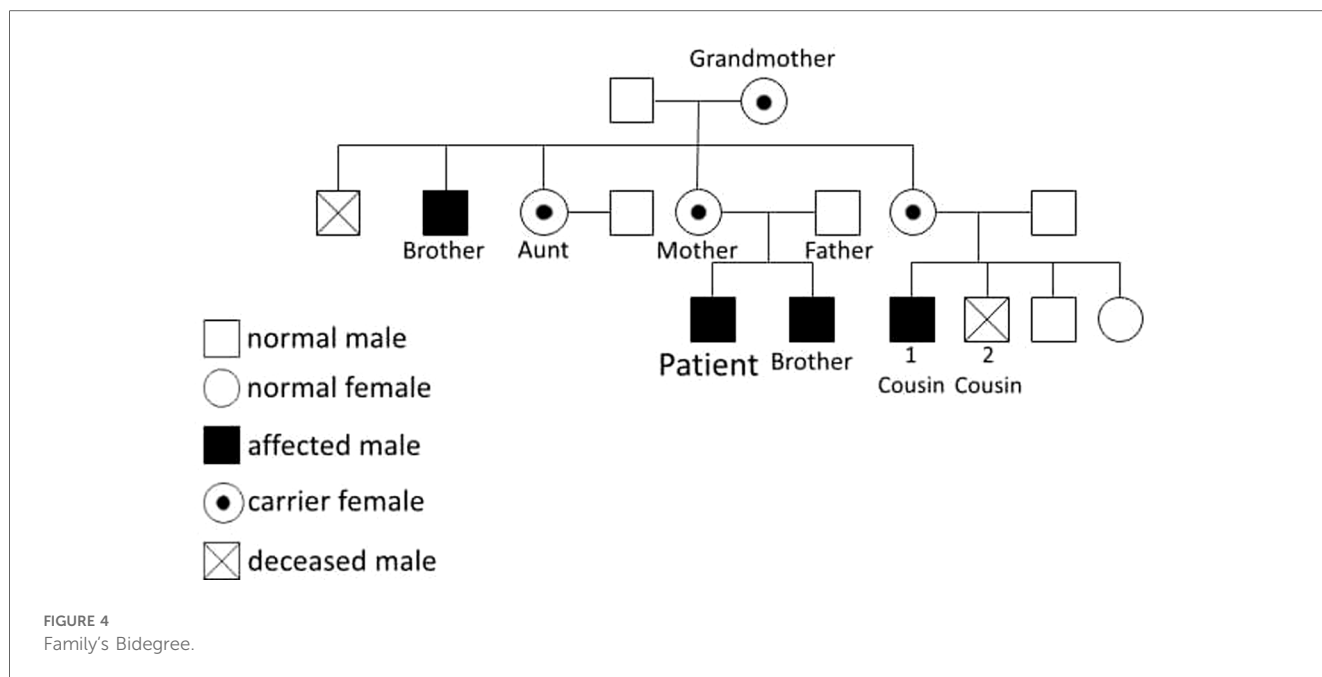 Grandmother
Brother Aunt Mother Father
Patient Brother 1 2
Cousin Cousin
normal male
normal female
affected male
carrier female
deceased male
FIGURE 4
Family's Bidegree.